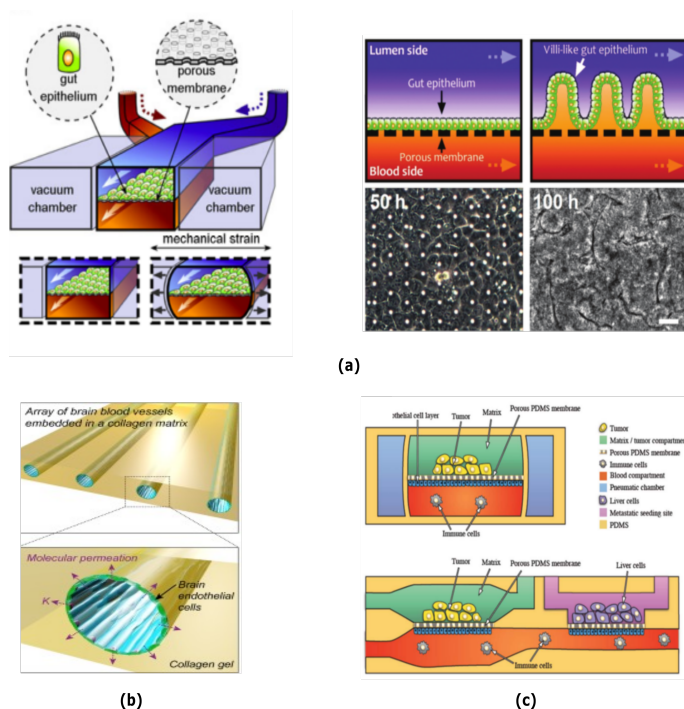 gut
epithelium
porous
membrane
vacuum
chamber
vacuum
chamber
mechanical strain
Lumen side
Villi-like gut epithelium
Gut epithelium
Porous membrane
Blood side
50 h
100 h
(a)
Array of brain blood vessels
embedded in a collagen matrix
Molecular permeation
K
Brain
endothelial
cells
Collagen gel
(b)
thelial cell layer
Tumor
Matrix
Porous PDMS membrane
Immune cells
Tumor
Matrix / tumor compartment
Porous PDMS membrane
Immune cells
Blood compartment
Pneumatic chamber
Liver cells
Metastatic seeding site
PDMS
Tumor
Matrix
Porous PDMS membrane
Liver cells
Immune cells
(c)